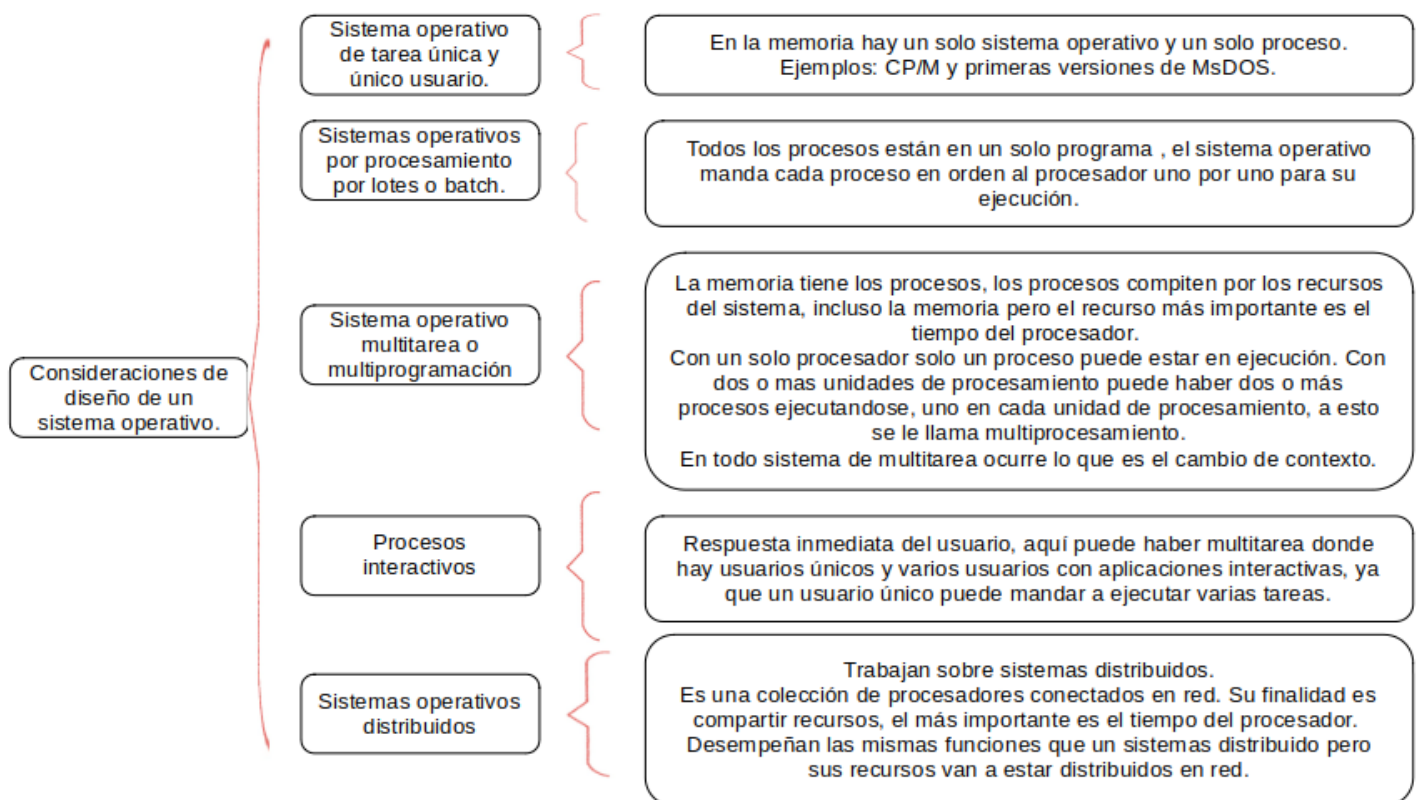 Consideraciones de
diseño de un
sistema operativo.
Sistema operativo
de tarea única y
único usuario.
En la memoria hay un solo sistema operativo y un solo proceso.
Ejemplos: CP/M y primeras versiones de MsDOS.
Sistemas operativos
por procesamiento
por lotes o batch.
Todos los procesos están en un solo programa , el sistema operativo
manda cada proceso en orden al procesador uno por uno para su
ejecución.
Sistema operativo
multitarea o
multiprogramación
La memoria tiene los procesos, los procesos compiten por los recursos
del sistema, incluso la memoria pero el recurso más importante es el
tiempo del procesador.
Con un solo procesador solo un proceso puede estar en ejecución. Con
dos o mas unidades de procesamiento puede haber dos o más
procesos ejecutandose, uno en cada unidad de procesamiento, a esto
se le llama multiprocesamiento.
En todo sistema de multitarea ocurre lo que es el cambio de contexto.
Procesos
interactivos
Respuesta inmediata del usuario, aquí puede haber multitarea donde
hay usuarios únicos y varios usuarios con aplicaciones interactivas, ya
que un usuario único puede mandar a ejecutar varias tareas.
Sistemas operativos
distribuidos
Trabajan sobre sistemas distribuidos.
Es una colección de procesadores conectados en red. Su finalidad es
compartir recursos, el más importante es el tiempo del procesador.
Desempeñan las mismas funciones que un sistemas distribuido pero
sus recursos van a estar distribuidos en red.